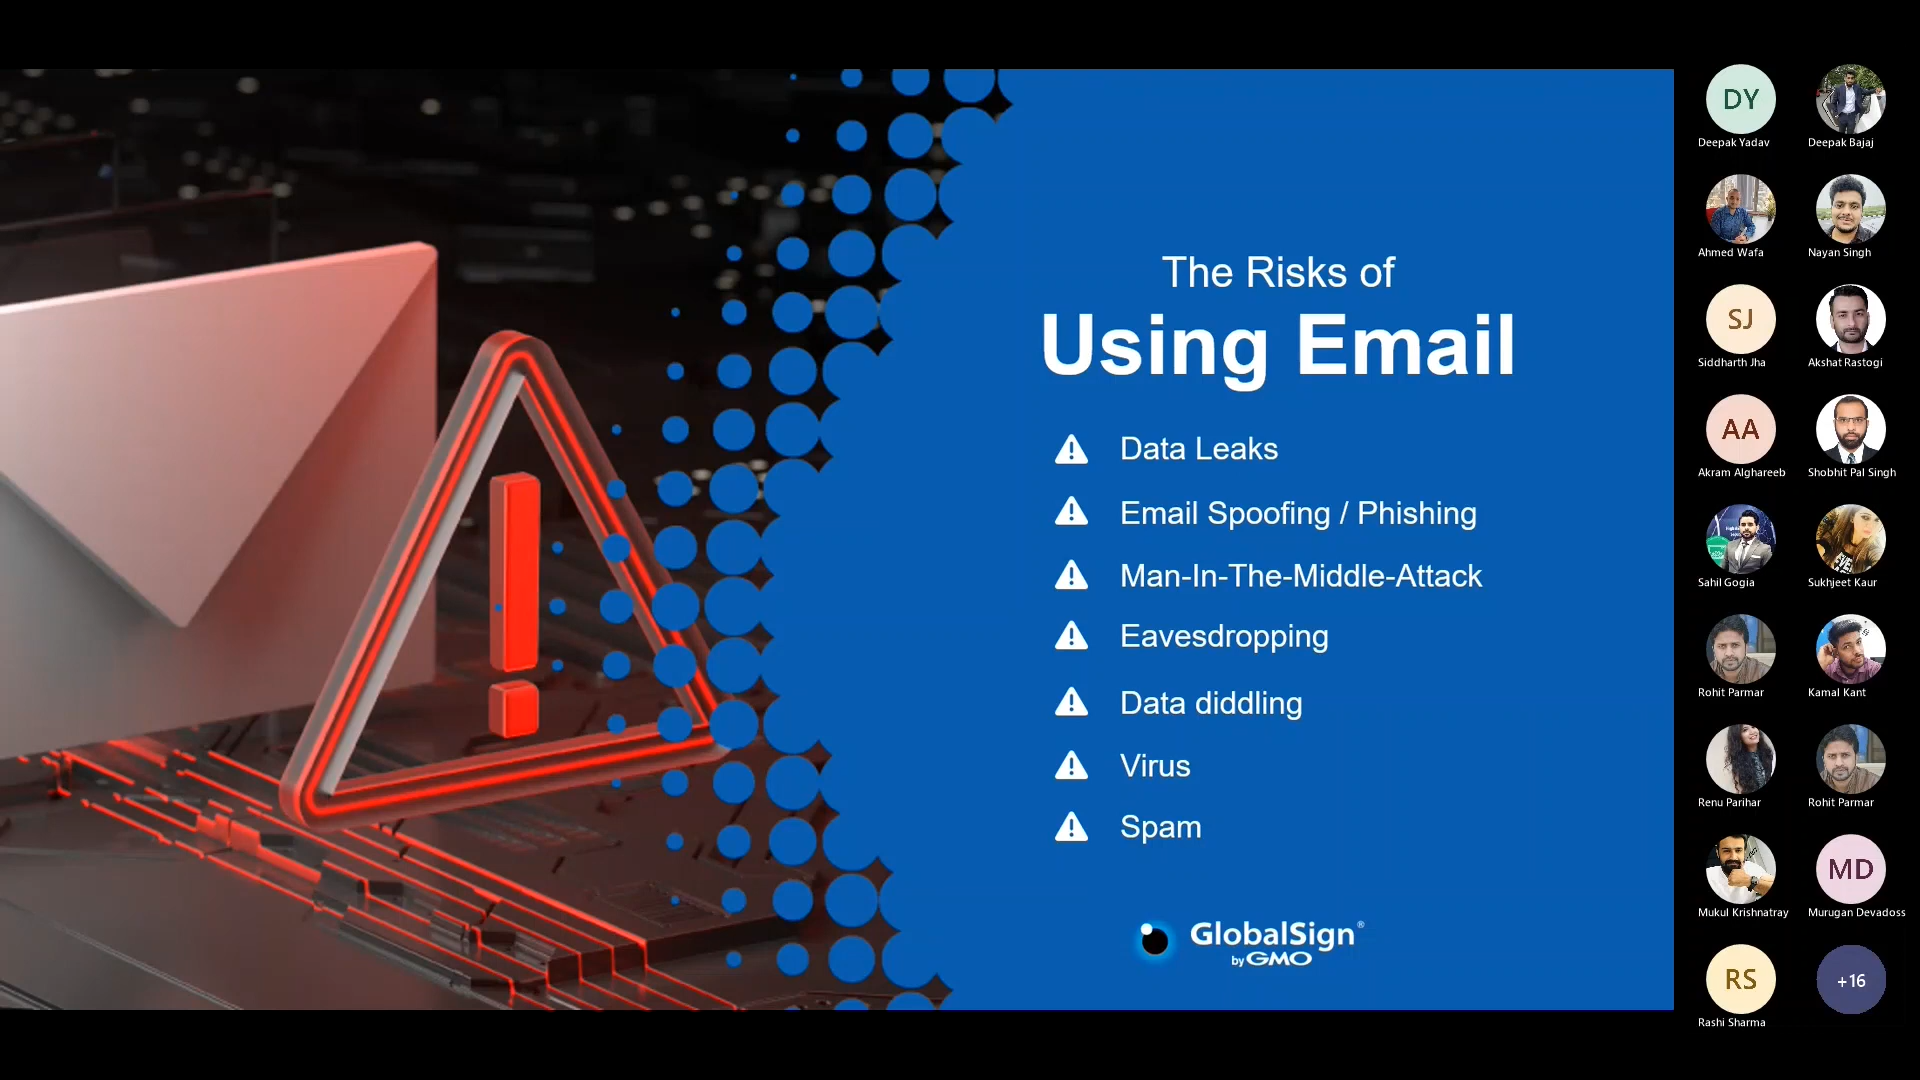 The Risks of
Using Email
Data Leaks
Email Spoofing / Phishing
Man-In-The-Middle-Attack
Eavesdropping
Data diddling
Virus
Spam
GlobalSign®
by GMO
DY
Deepak Yadav
Deepak Bajaj
Ahmed Wafa
Nayan Singh
SJ
Siddharth Jha
Akshat Rastogi
AA
Akram Alghareeb
Shobhit Pal Singh
Sahil Gogia
Sukhjeet Kaur
Rohit Parmar
Kamal Kant
Renu Parihar
Rohit Parmar
Mukul Krishnatray
MD
Murugan Devadoss
RS
Rashi Sharma
+16